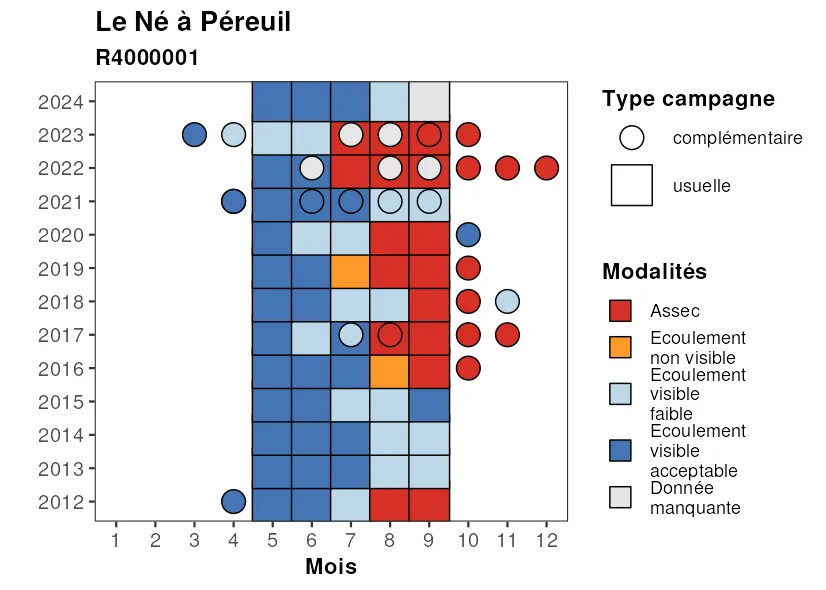 Le Né à Péreuil
R4000001
2024
2023
2022
2021
2020
2019
2018
2017
2016
2015
2014
2013
2012
1 2 3 4 5 6 7 8 9 10 11 12
Mois
Type campagne
complémentaire
usuelle
Modalités
Assec
Ecoulement
non visible
Ecoulement
visible
faible
Ecoulement
visible
acceptable
Donnée
manquante